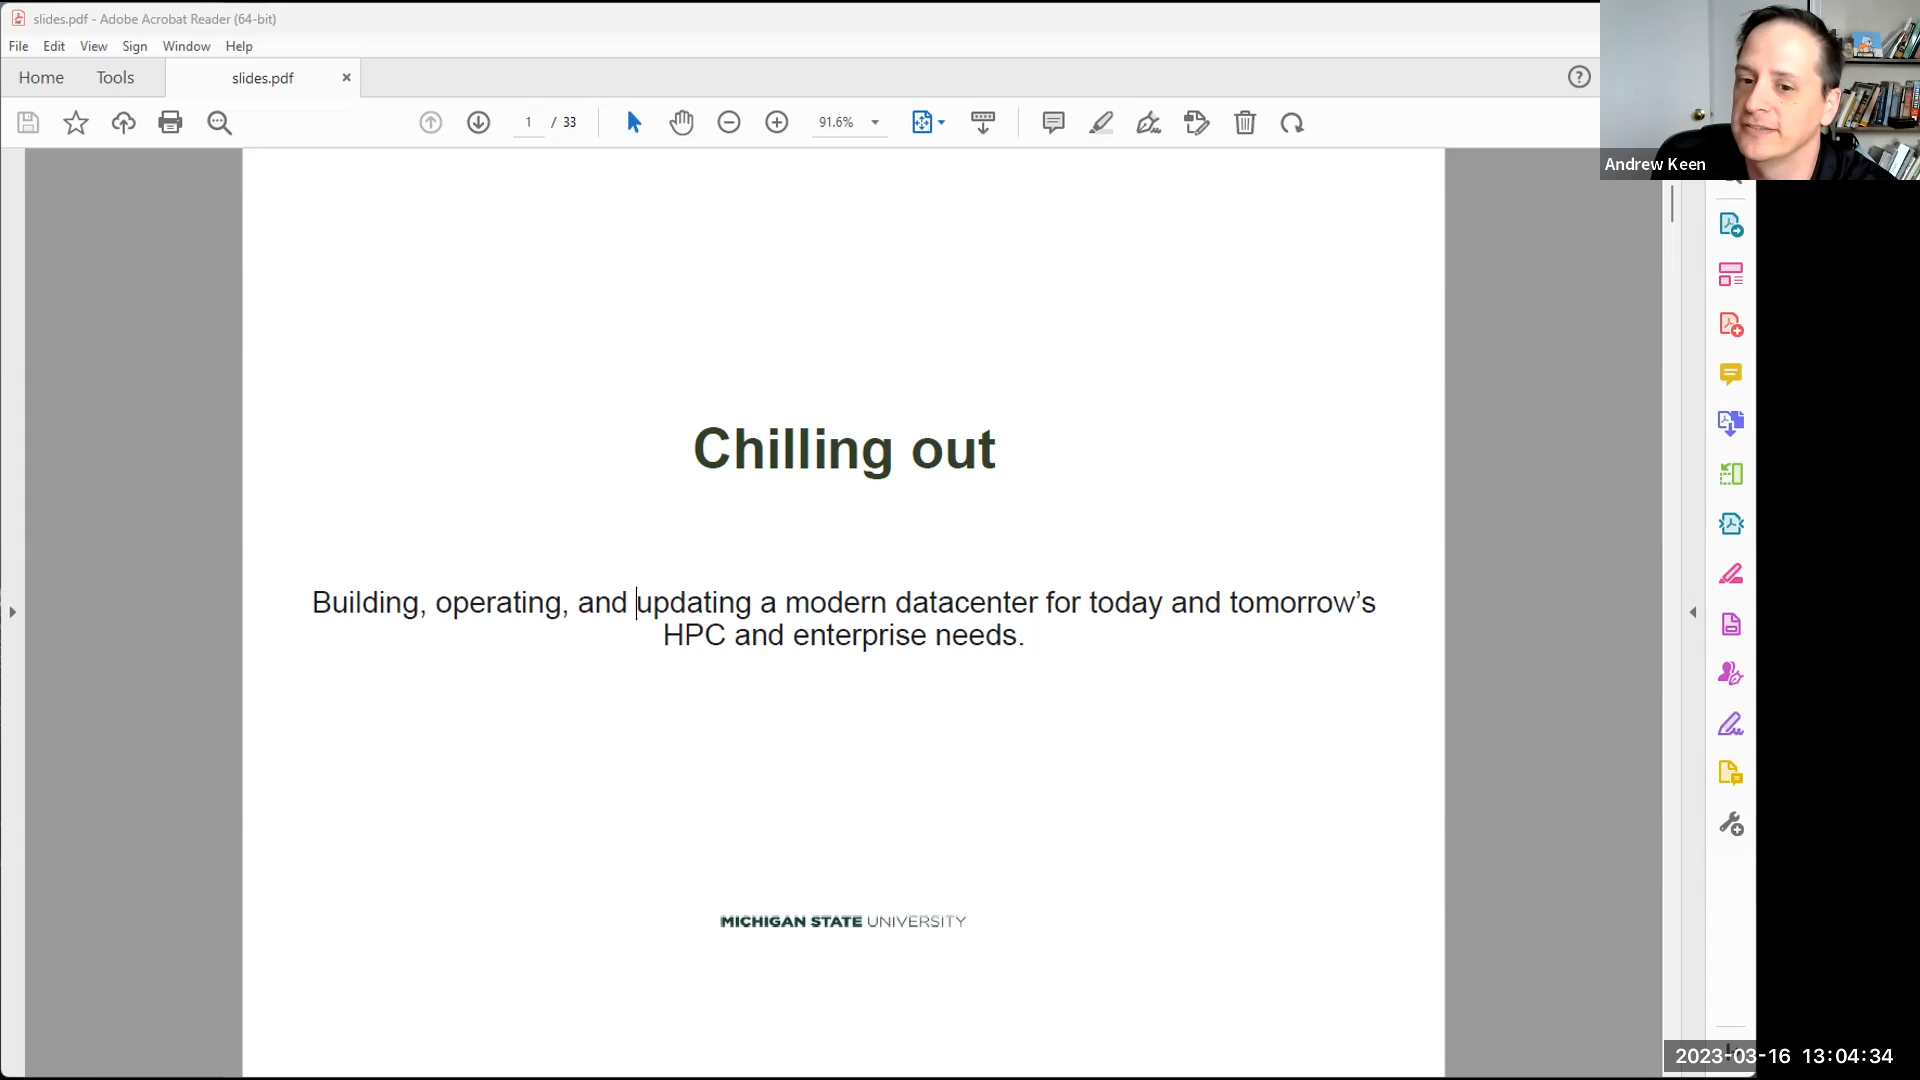 slides.pdf - Adobe Acrobat Reader (64-bit)
File Edit View Sign Window Help
Home Tools slides.pdf
1 / 33 91.6%
Andrew Keen
Chilling out
Building, operating, and updating a modern datacenter for today and tomorrow's
HPC and enterprise needs.
MICHIGAN STATE UNIVERSITY
2023-03-16 13:04:34